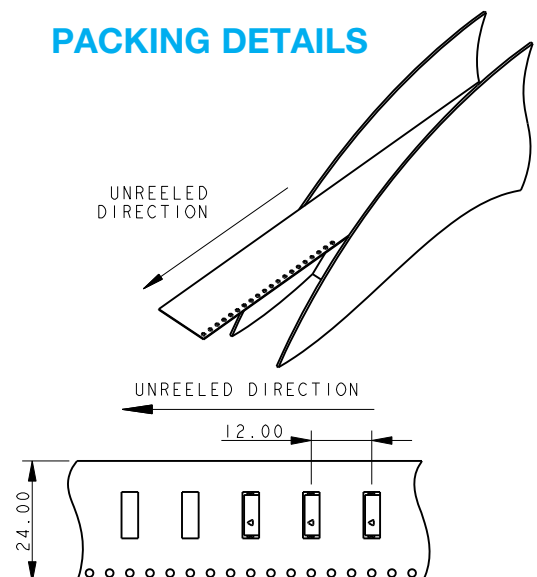 PACKING DETAILS
UNREELED
DIRECTION
UNREELED DIRECTION
12.00
24.00